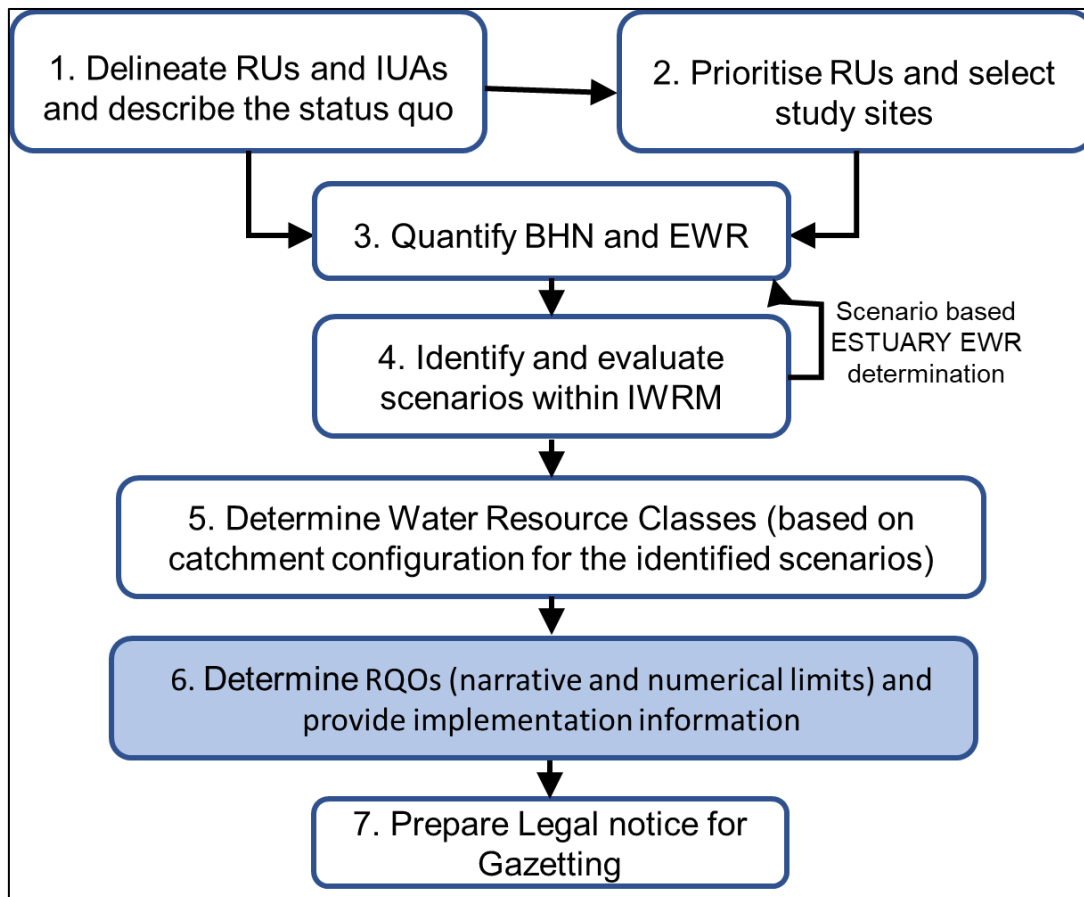 1. Delineate RUs and IUAs
and describe the status quo
2. Prioritise RUs and select
study sites
3. Quantify BHN and EWR
Scenario based
ESTUARY EWR
determination
4. Identify and evaluate
scenarios within IWRM
5. Determine Water Resource Classes (based on
catchment configuration for the identified scenarios)
6. Determine RQOs (narrative and numerical limits) and
provide implementation information
7. Prepare Legal notice for
Gazetting